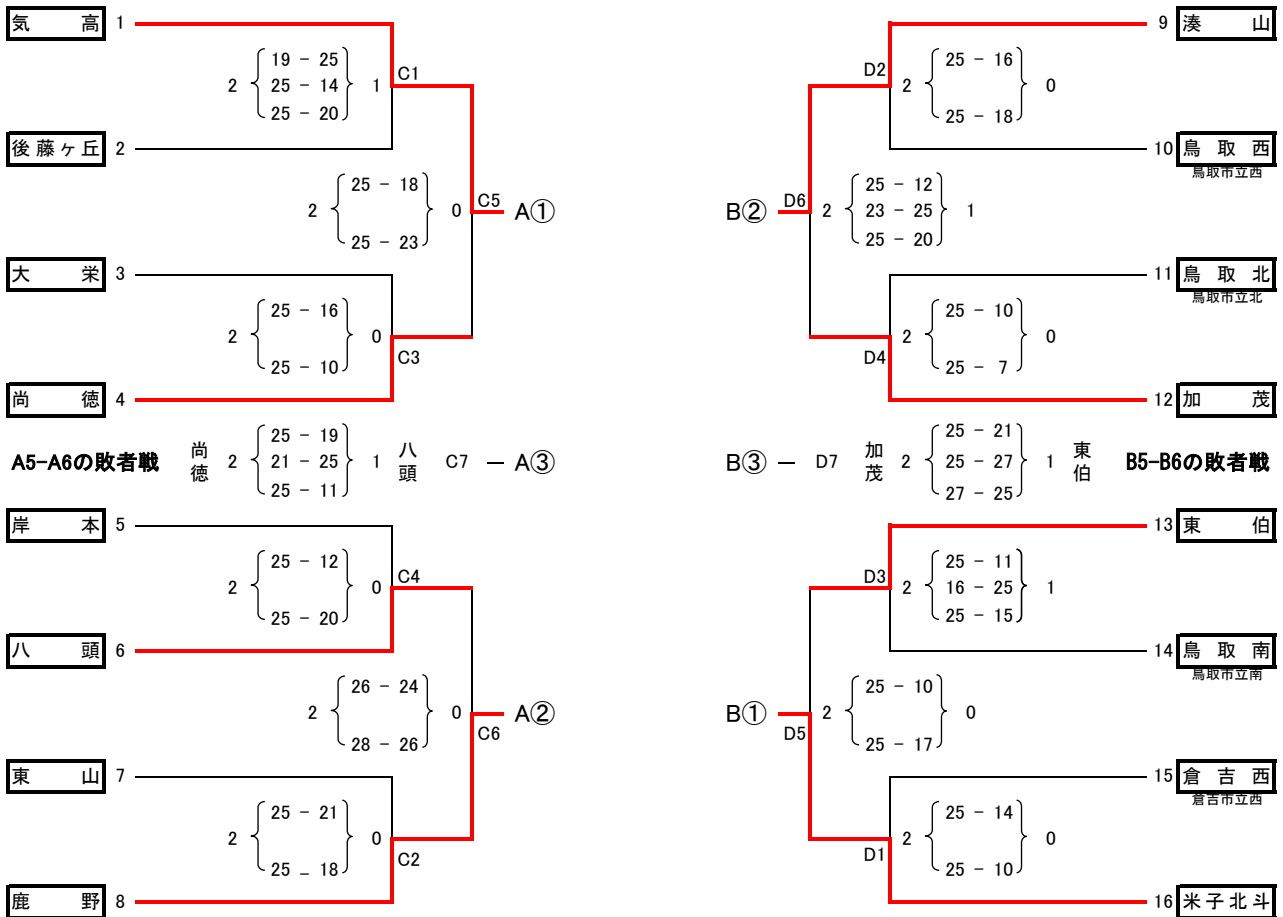 気 高 1
19 - 25
2 25 - 14 1 C1
25 - 20
後藤ヶ丘 2
25 - 18
2 0 C5 A①
25 - 23
大 栄 3
25 - 16
2 0
25 - 10 C3
尚 徳 4
A5-A6の敗者戦 尚徳 2 25 - 19 1 八頭 C7 - A③
21 - 25
25 - 11
岸 本 5
25 - 12
2 0 C4
25 - 20
八 頭 6
26 - 24
2 0 A②
28 - 26 C6
東 山 7
25 - 21
2 0
25 - 18 C2
鹿 野 8
9 湊 山
D2 25 - 16
2 0
25 - 18
10 鳥 取 西
鳥取市立西
25 - 12
B② D6 2 23 - 25 1
25 - 20
11 鳥 取 北
鳥取市立北
25 - 10
2 0
D4 25 - 7
12 加 茂
B③ - D7 加茂 2 25 - 21 1 東伯 B5-B6の敗者戦
25 - 27
27 - 25
13 東 伯
D3 25 - 11
2 16 - 25 1
25 - 15
14 鳥 取 南
鳥取市立南
25 - 10
B① 2 0
D5 25 - 17
15 倉 吉 西
倉吉市立西
25 - 14
2 0
D1 25 - 10
16 米子北斗